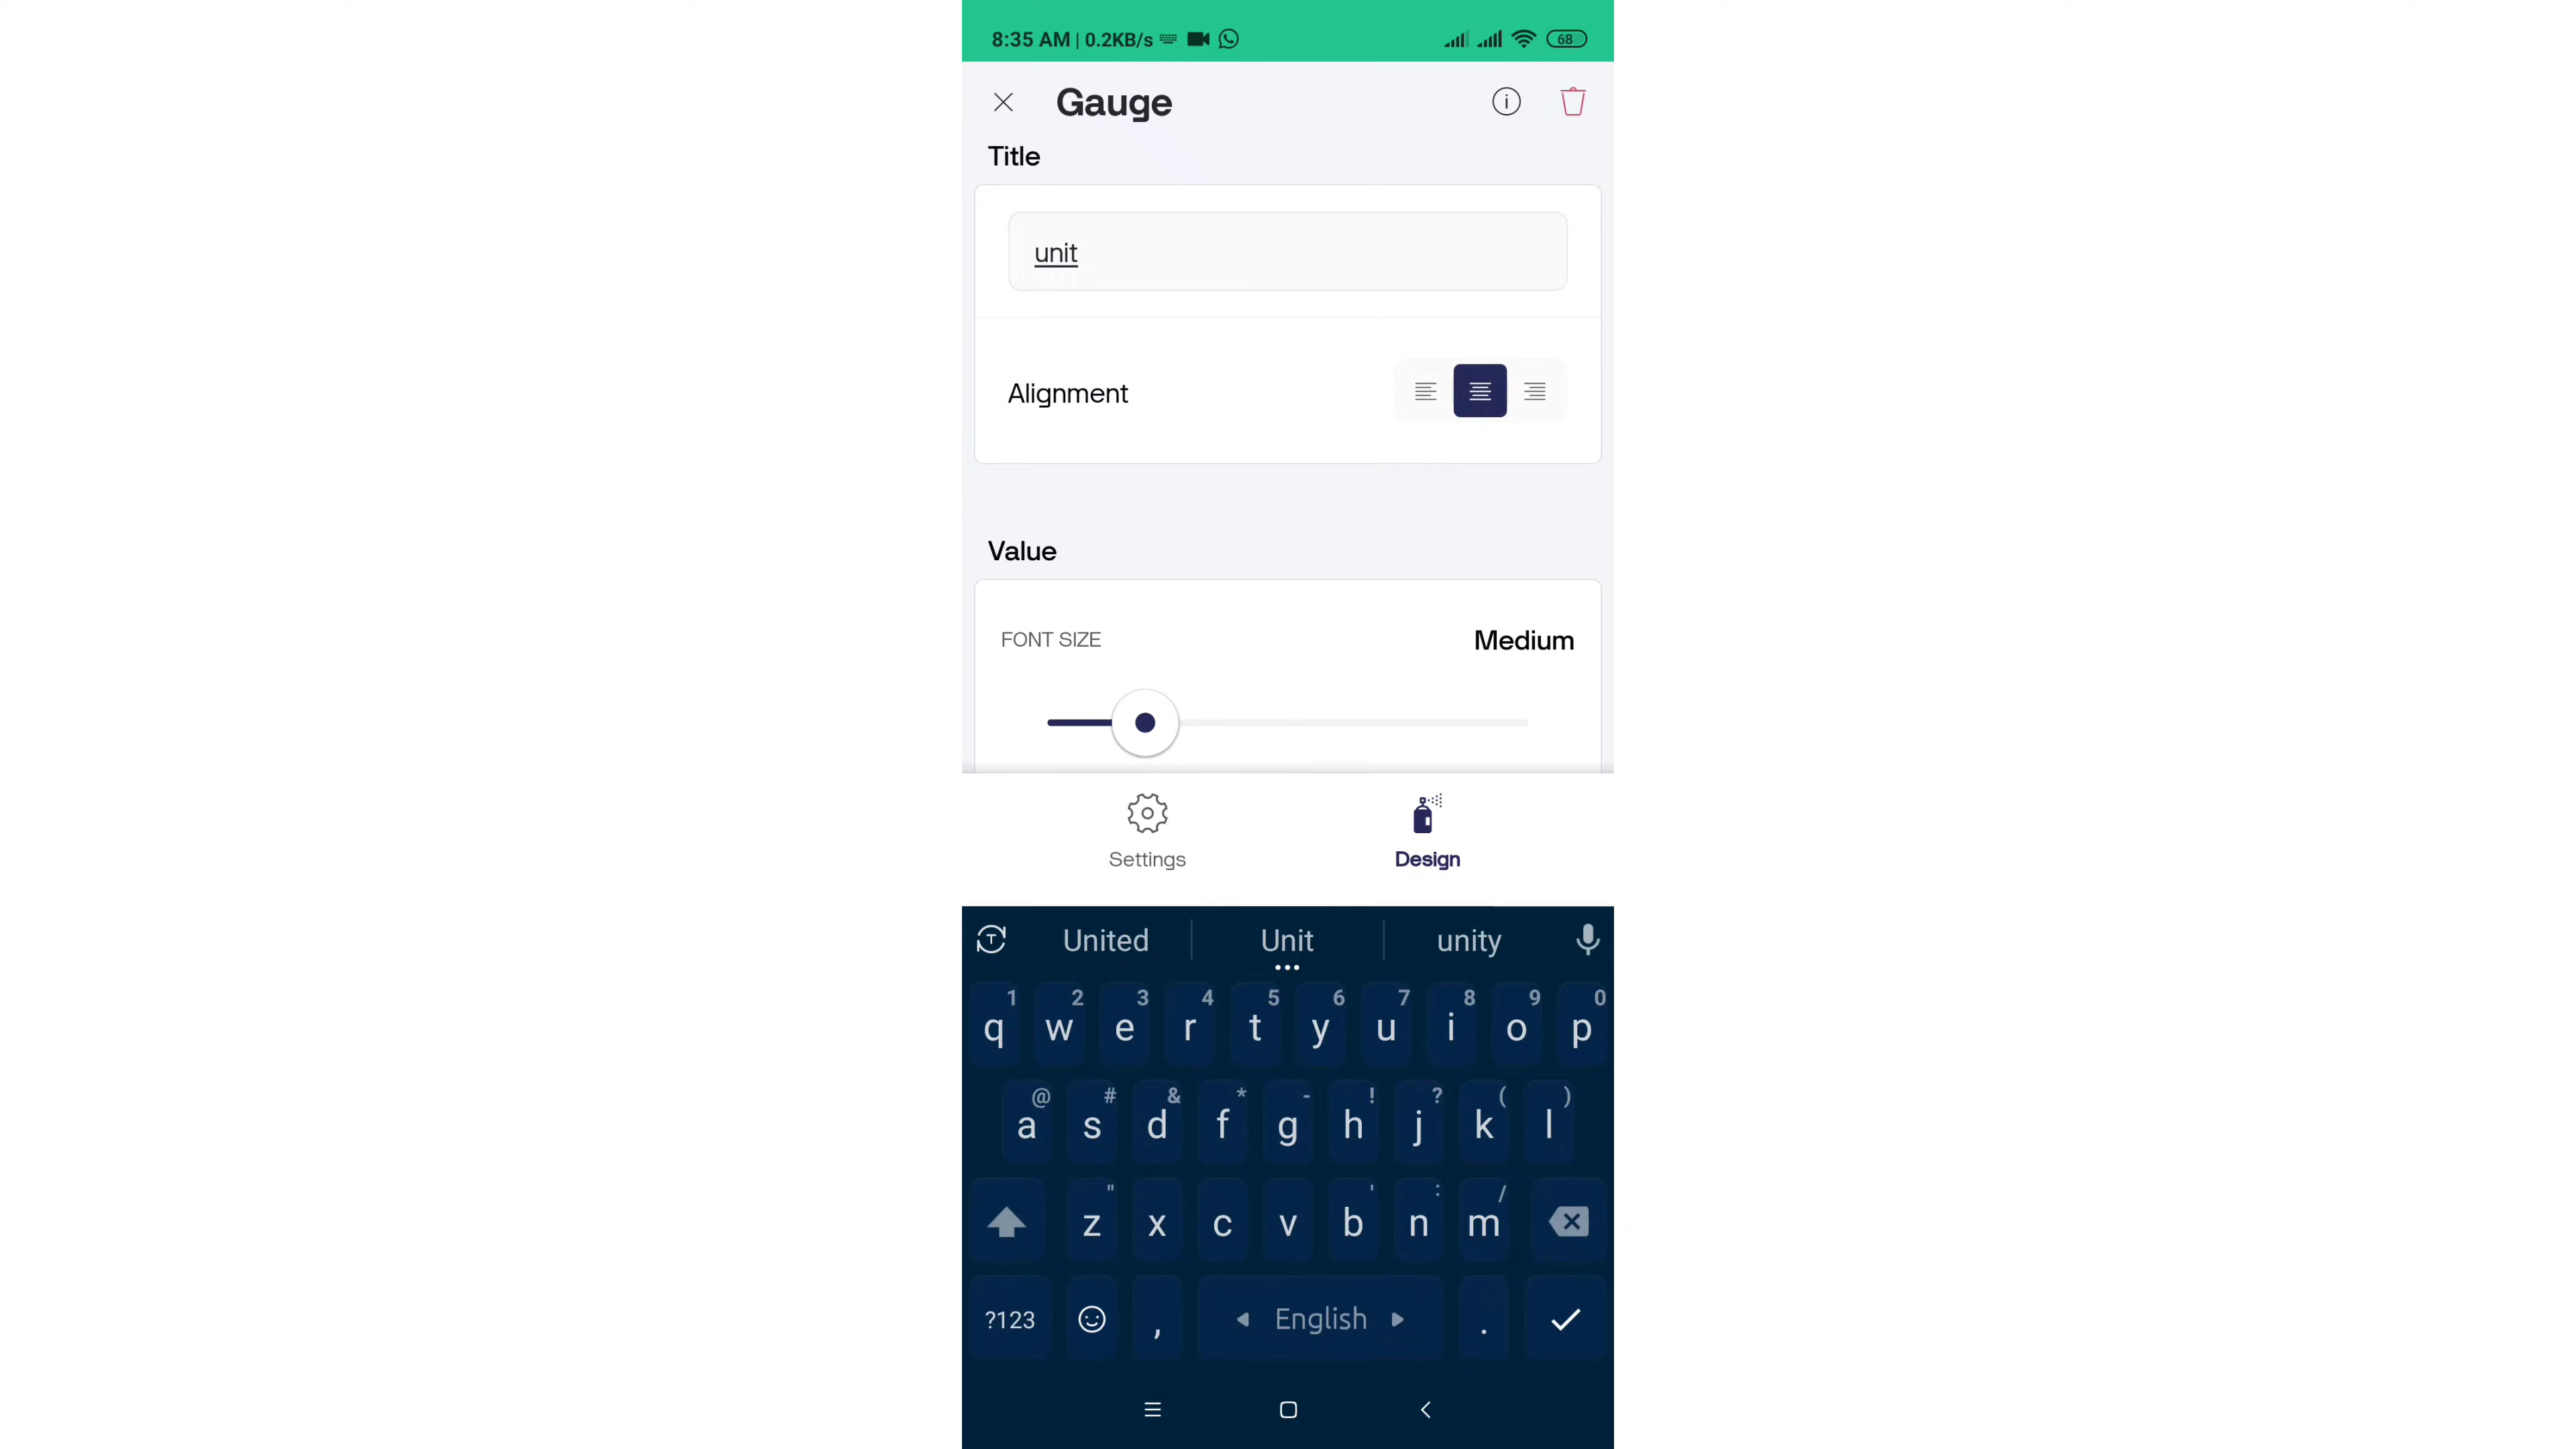 8:35 AM | 0.2KB/s 68
Gauge
Title
unit
Alignment
Value
FONT SIZE Medium
Settings Design
United Unit unity
1 2 3 4 5 6 7 8 9 0
q w e r t y u i o p
@ # & * - ! ? ( )
a s d f g h j k l
" ' : /
z x c v b n m
?123 , English .